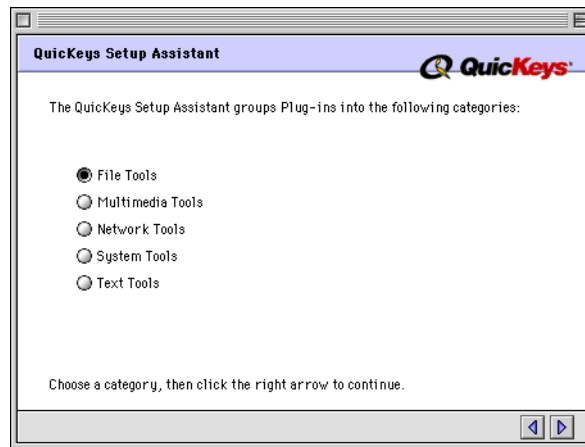 QuicKeys Setup Assistant
QuicKeys
The QuicKeys Setup Assistant groups Plug-ins into the following categories:
File Tools
Multimedia Tools
Network Tools
System Tools
Text Tools
Choose a category, then click the right arrow to continue.